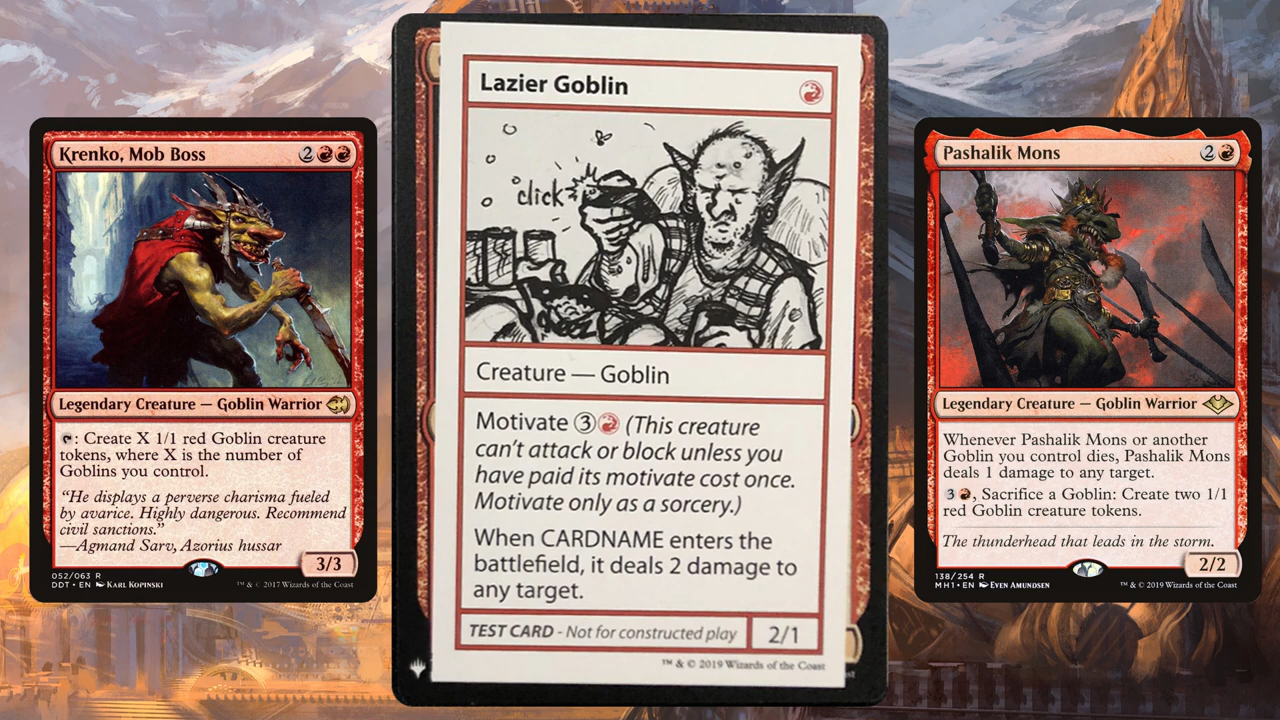 Krenko, Mob Boss 2
Legendary Creature — Goblin Warrior
: Create X 1/1 red Goblin creature
tokens, where X is the number of
Goblins you control.
“He displays a perverse charisma fueled
by avarice. Highly dangerous. Recommend
civil sanctions.”
—Agmand Sarv, Azorius hussar
3/3
052/063 R
DDT • EN Karl Kopinski
™ & © 2017 Wizards of the Coast
Lazier Goblin
click
Creature — Goblin
Motivate 3 (This creature
can’t attack or block unless you
have paid its motivate cost once.
Motivate only as a sorcery.)
When CARDNAME enters the
battlefield, it deals 2 damage to
any target.
TEST CARD - Not for constructed play
2/1
™ & © 2019 Wizards of the Coast
Pashalik Mons 2
Legendary Creature — Goblin Warrior
Whenever Pashalik Mons or another
Goblin you control dies, Pashalik Mons
deals 1 damage to any target.
3 , Sacrifice a Goblin: Create two 1/1
red Goblin creature tokens.
The thunderhead that leads in the storm.
2/2
138/254 R
MH1 • EN Even Amundsen
™ & © 2019 Wizards of the Coast